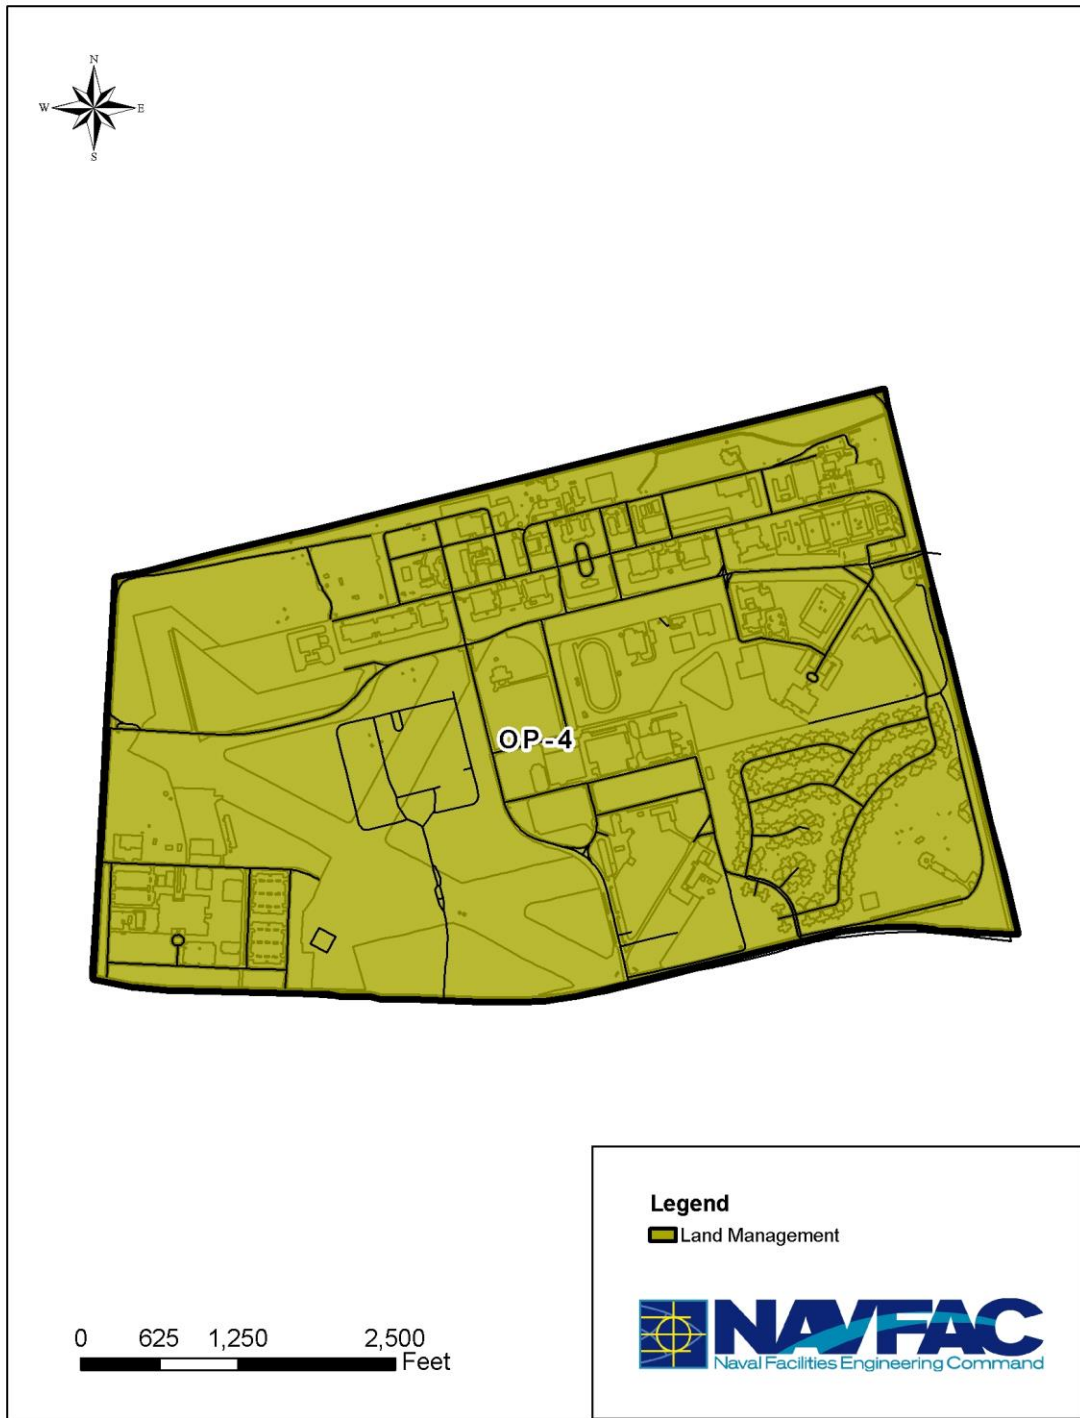 N
W E
S
OP-4
Legend
Land Management
0 625 1,250 2,500
Feet
NAVFAC
Naval Facilities Engineering Command